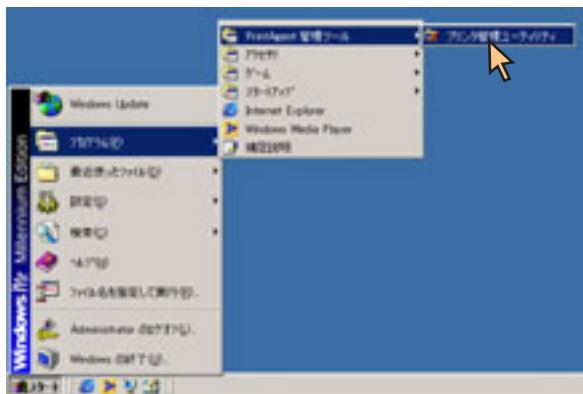 PrintAgent 管理ツール
プリンタ管理ユーティリティ
アクセサリ
ゲーム
スタートアップ
Internet Explorer
Windows Media Player
補足説明
Windows Update
プログラム(P)
最近使ったファイル(D)
設定(S)
検索(C)
ヘルプ(H)
ファイル名を指定して実行(R)...
Administrator のログオフ(L)...
Windows の終了(U)...
Windows Me Millennium Edition
スタート